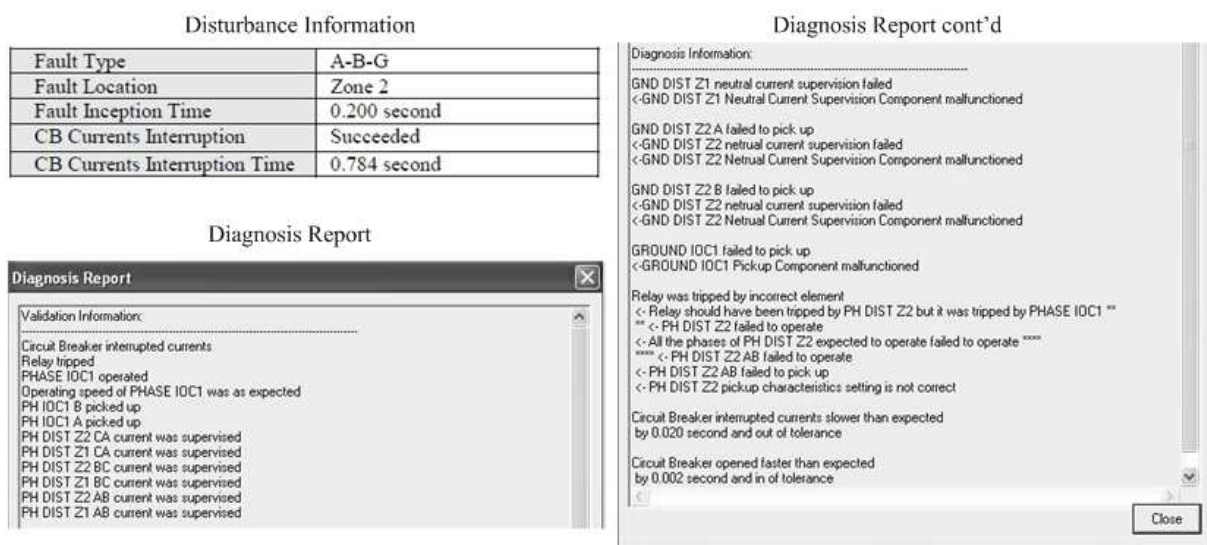 Disturbance Information
Fault Type A-B-G
Fault Location Zone 2
Fault Inception Time 0.200 second
CB Currents Interruption Succeeded
CB Currents Interruption Time 0.784 second
Diagnosis Report
Diagnosis Report
Validation Information:
Circuit Breaker interrupted currents
Relay tripped
PHASE IOC1 operated
Operating speed of PHASE IOC1 was as expected
PH IOC1 B picked up
PH IOC1 A picked up
PH DIST Z2 CA current was supervised
PH DIST Z1 CA current was supervised
PH DIST Z2 BC current was supervised
PH DIST Z1 BC current was supervised
PH DIST Z2 AB current was supervised
PH DIST Z1 AB current was supervised
Diagnosis Report cont'd
Diagnosis Information:
GND DIST Z1 neutral current supervision failed
<-GND DIST Z1 Neutral Current Supervision Component malfunctioned
GND DIST Z2 A failed to pick up
<-GND DIST Z2 netrual current supervision failed
<-GND DIST Z2 Netrual Current Supervision Component malfunctioned
GND DIST Z2 B failed to pick up
<-GND DIST Z2 netrual current supervision failed
<-GND DIST Z2 Netrual Current Supervision Component malfunctioned
GROUND IOC1 failed to pick up
<-GROUND IOC1 Pickup Component malfunctioned
Relay was tripped by incorrect element
<- Relay should have been tripped by PH DIST Z2 but it was tripped by PHASE IOC1 **
** <- PH DIST Z2 failed to operate
<- All the phases of PH DIST Z2 expected to operate failed to operate ****
**** <- PH DIST Z2 AB failed to operate
<- PH DIST Z2 AB failed to pick up
<- PH DIST Z2 pickup characteristics setting is not correct
Circuit Breaker interrupted currents slower than expected
by 0.020 second and out of tolerance
Circuit Breaker opened faster than expected
by 0.002 second and in of tolerance
Close